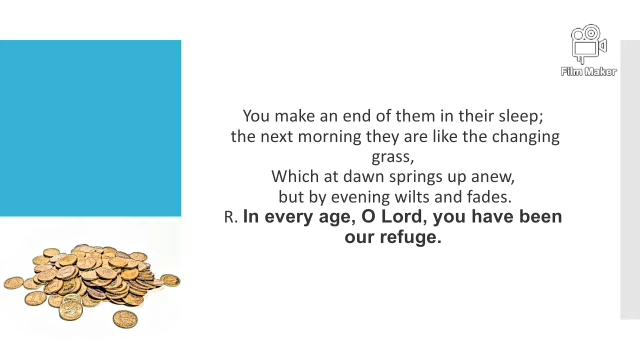 Film Maker
You make an end of them in their sleep;
the next morning they are like the changing
grass,
Which at dawn springs up anew,
but by evening wilts and fades.
R. In every age, O Lord, you have been
our refuge.